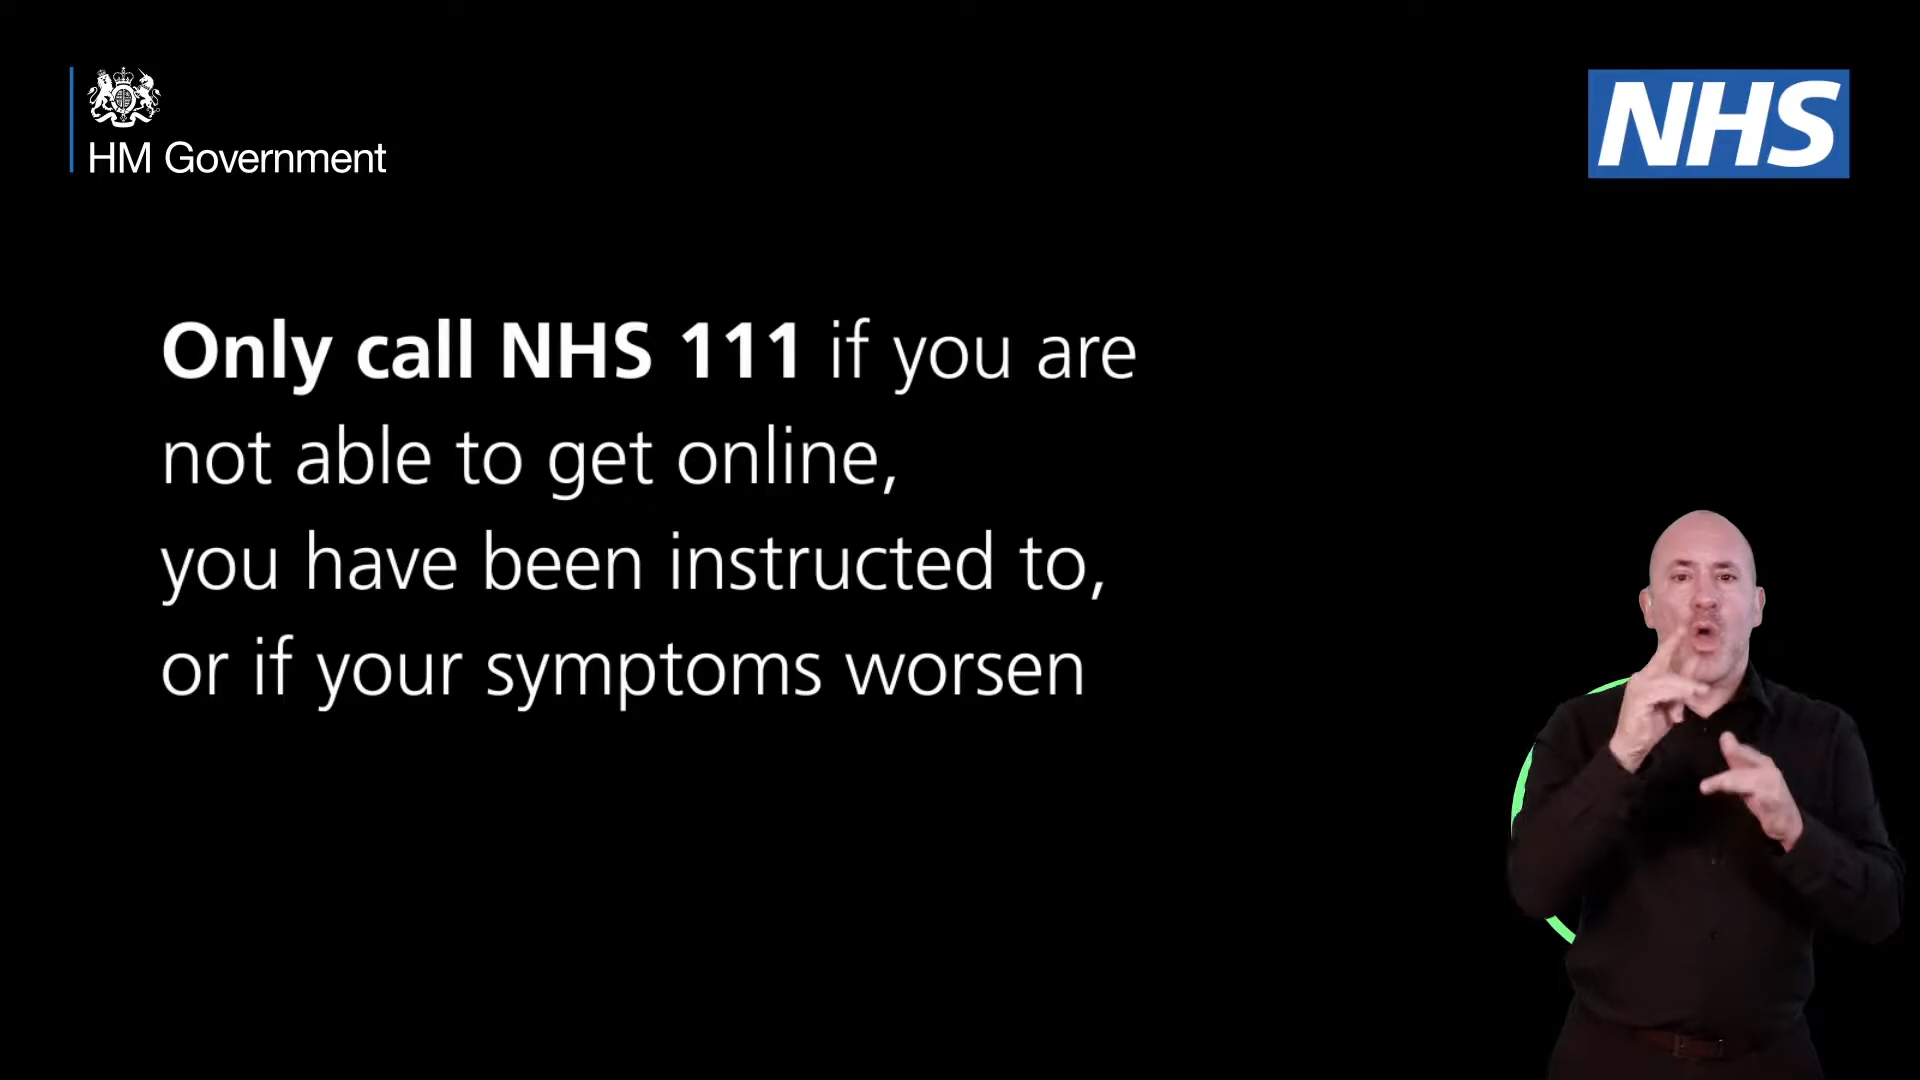 HM Government
NHS
Only call NHS 111 if you are
not able to get online,
you have been instructed to,
or if your symptoms worsen